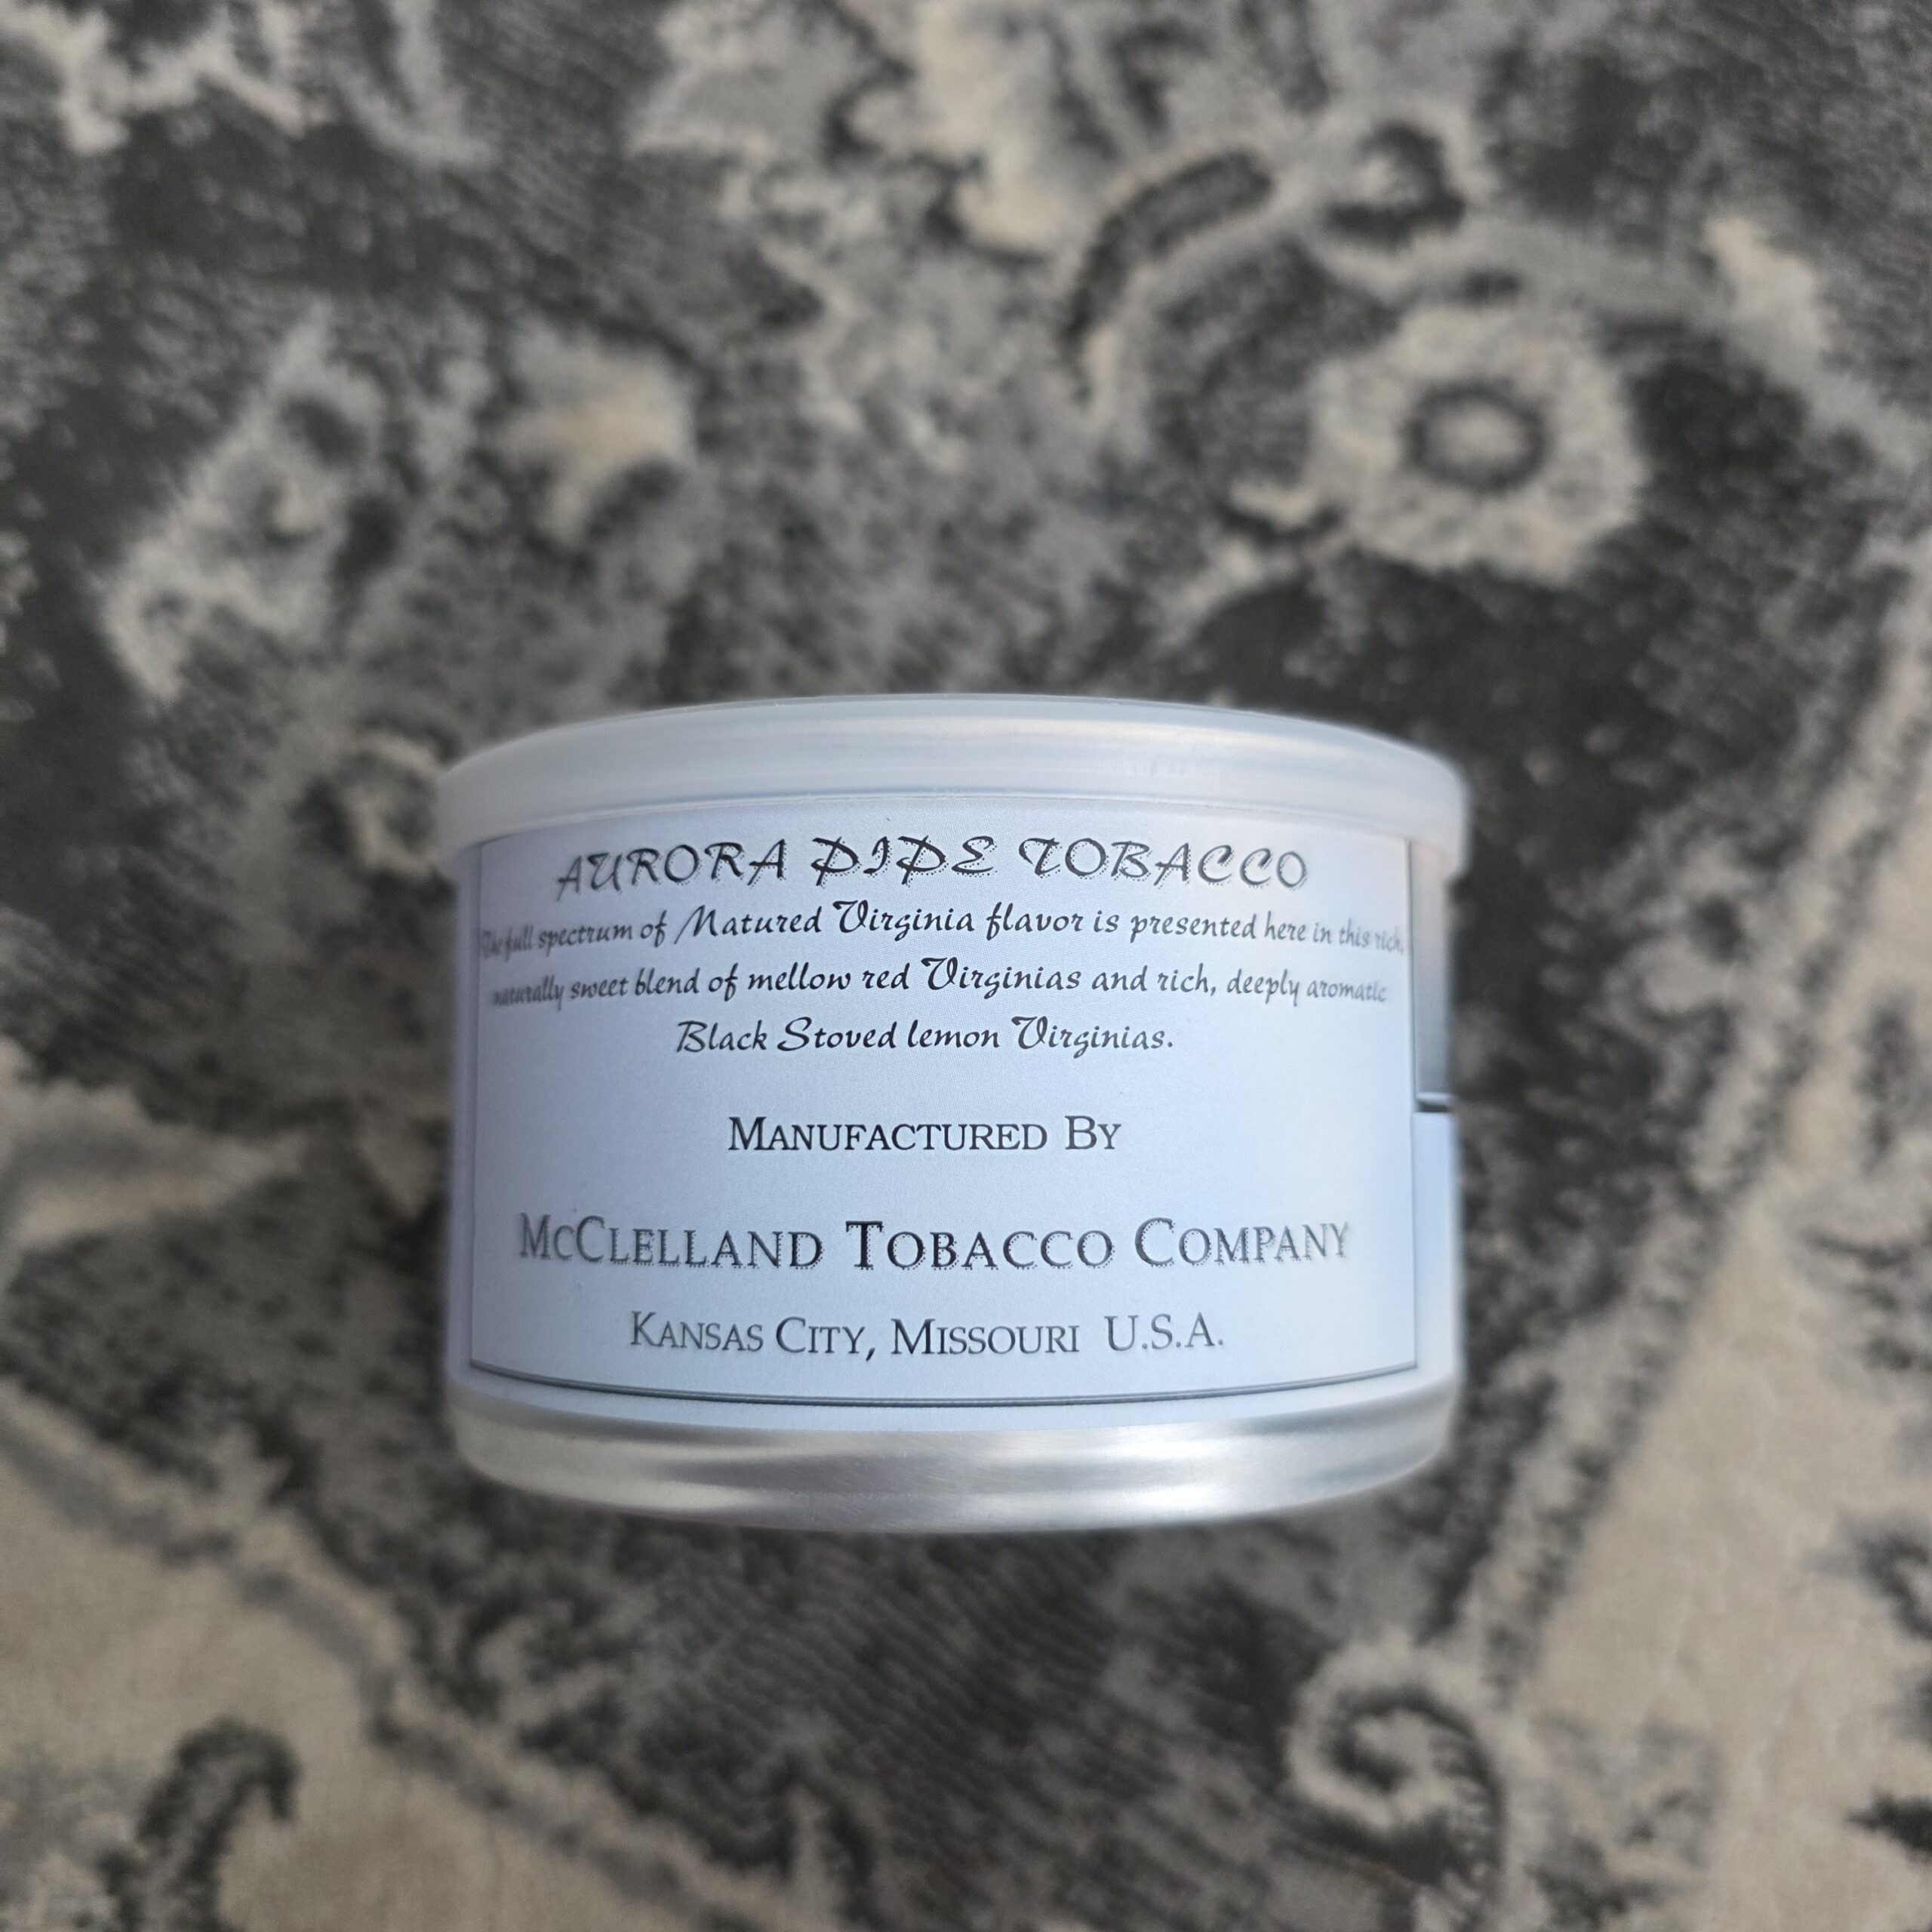 AURORA PIPE TOBACCO
The full spectrum of Matured Virginia flavor is presented here in this rich,
naturally sweet blend of mellow red Virginias and rich, deeply aromatic
Black Stoved lemon Virginias.
MANUFACTURED BY
MCCLELLAND TOBACCO COMPANY
KANSAS CITY, MISSOURI U.S.A.